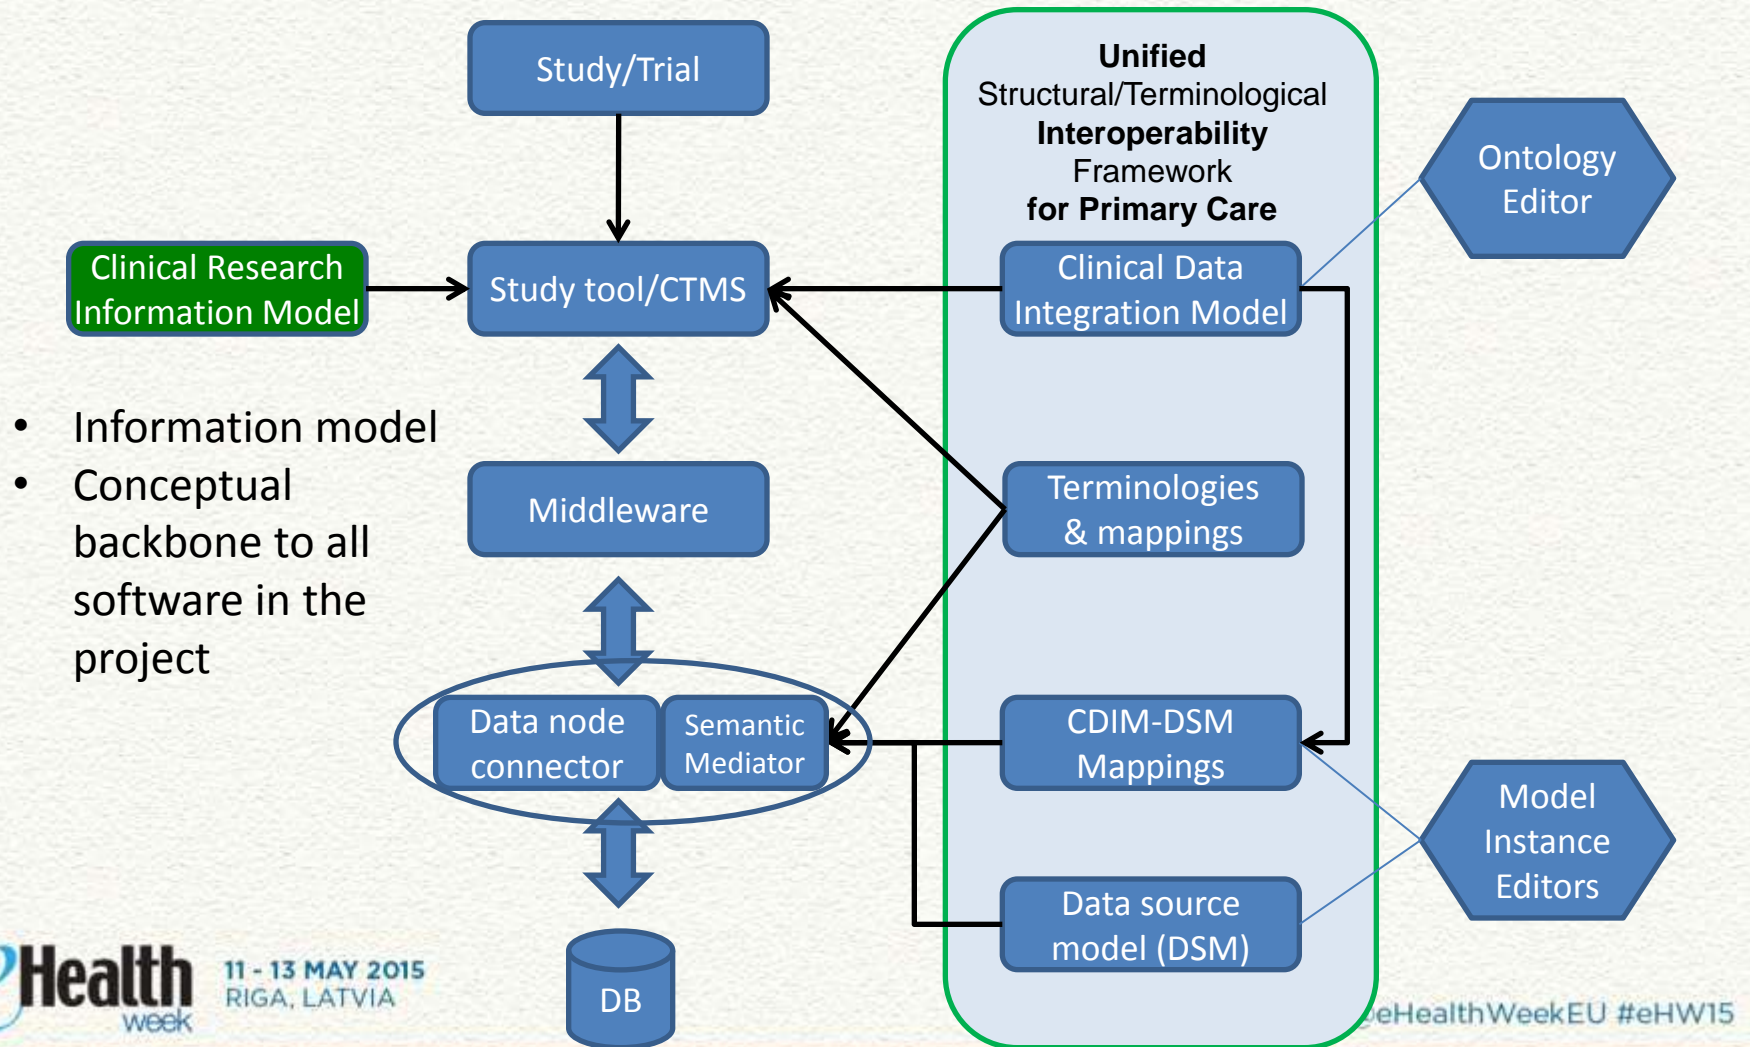 Study/Trial
Unified
Structural/Terminological
Interoperability
Framework
for Primary Care
Ontology
Editor
Clinical Research
Information Model
Study tool/CTMS
Clinical Data
Integration Model
• Information model
• Conceptual
backbone to all
software in the
project
Middleware
Terminologies
& mappings
Data node
connector
Semantic
Mediator
CDIM-DSM
Mappings
Model
Instance
Editors
Data source
model (DSM)
DB
Health
week
11 - 13 MAY 2015
RIGA, LATVIA
@eHealthWeekEU #eHW15